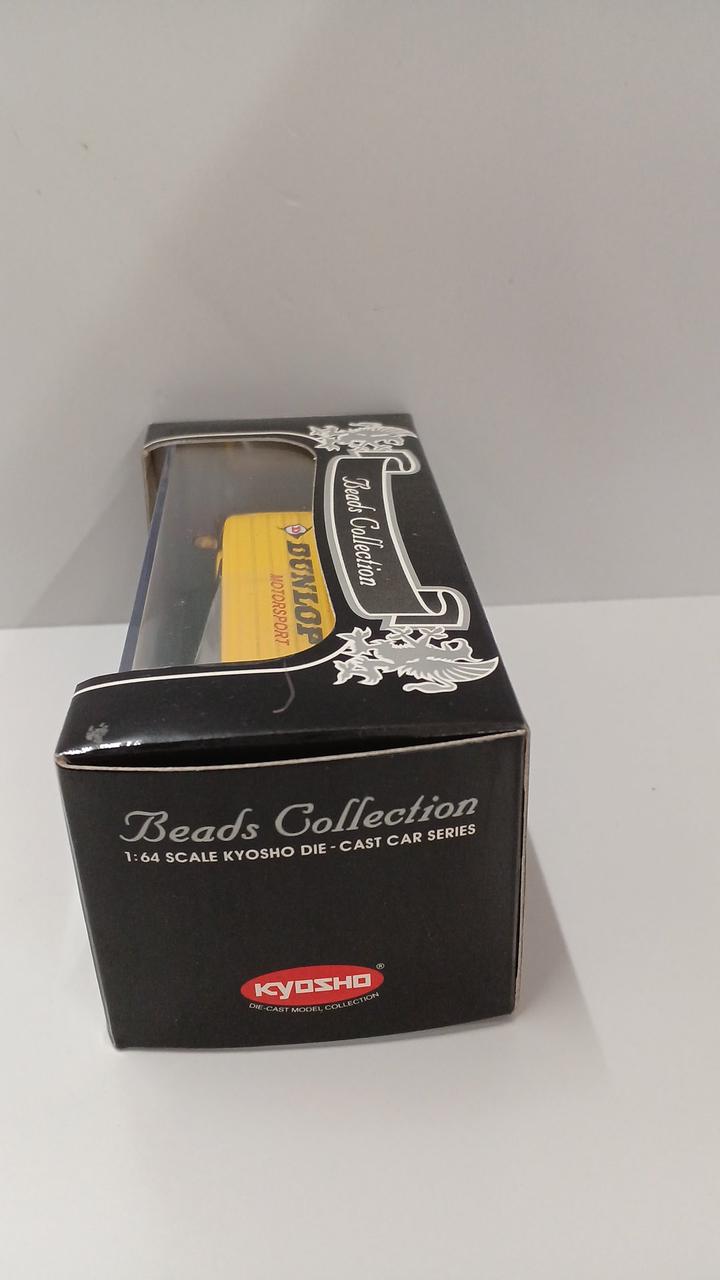 Beads Collection
DUNLOP
MOTORSPORT
Beads Collection
1:64 SCALE KYOSHO DIE-CAST CAR SERIES
KYOSHO®
DIE-CAST MODEL COLLECTION